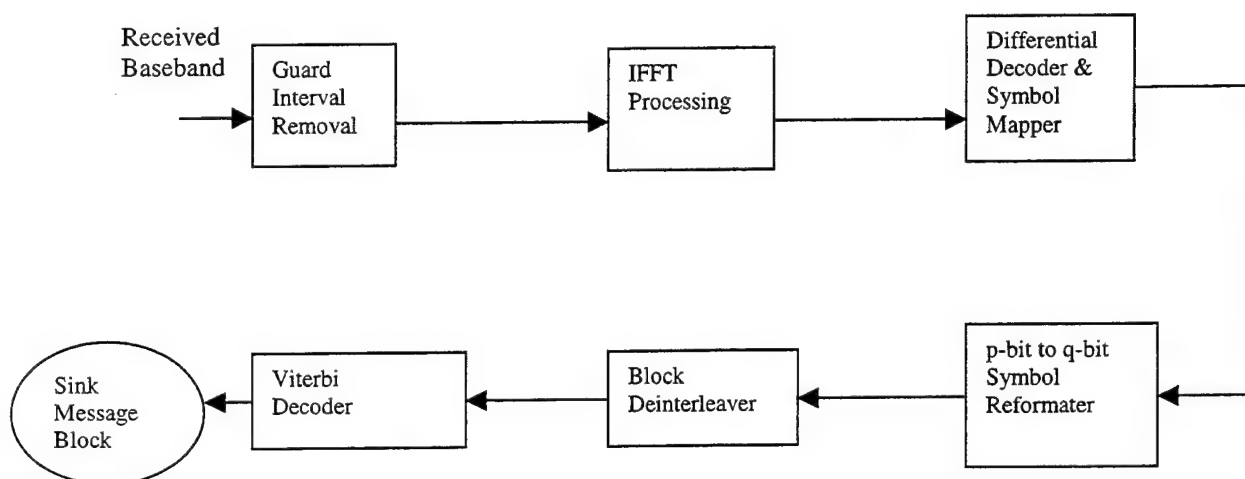 Received
Baseband
Guard
Interval
Removal
IFFT
Processing
Differential
Decoder &
Symbol
Mapper
p-bit to q-bit
Symbol
Reformater
Block
Deinterleaver
Viterbi
Decoder
Sink
Message
Block